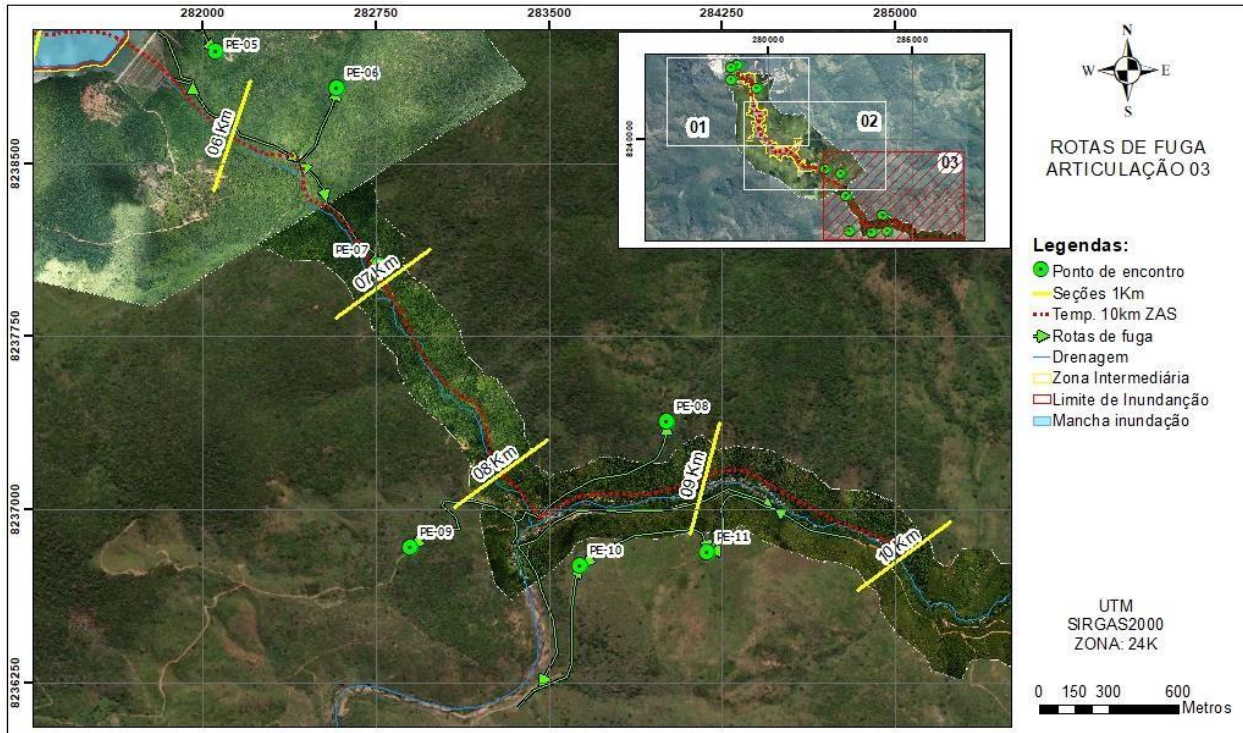 282000
282750
283500
284250
285000
8238500
8237750
8237000
8236250
PE-05
PE-06
06 Km
PE-07
07 Km
PE-08
08 Km
09 Km
PE-09
PE-10
PE-11
10 Km
280000
286000
8240000
01
02
03
N
W
E
S
ROTAS DE FUGA
ARTICULAÇÃO 03
Legendas:
Ponto de encontro
Seções 1Km
Temp. 10km ZAS
Rotas de fuga
Drenagem
Zona Intermediária
Limite de Inundanção
Mancha inundação
UTM
SIRGAS2000
ZONA: 24K
0 150 300 600
Metros